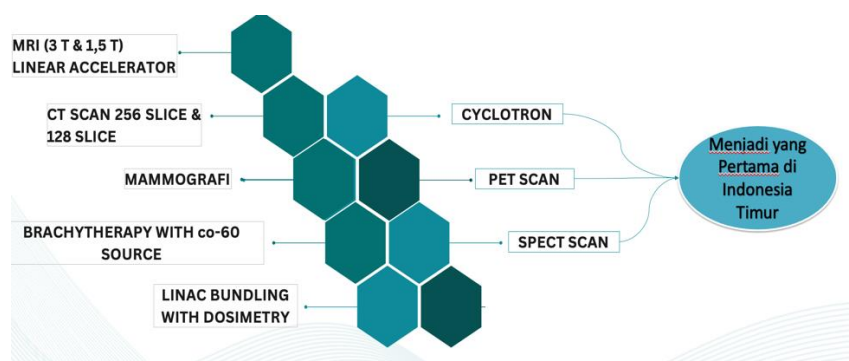 MRI (3 T & 1,5 T)
LINEAR ACCELERATOR
CT SCAN 256 SLICE &
128 SLICE
MAMMOGRAFI
BRACHYTHERAPY WITH co-60
SOURCE
LINAC BUNDLING
WITH DOSIMETRY
CYCLOTRON
PET SCAN
SPECT SCAN
Menjadi yang
Pertama di
Indonesia
Timur